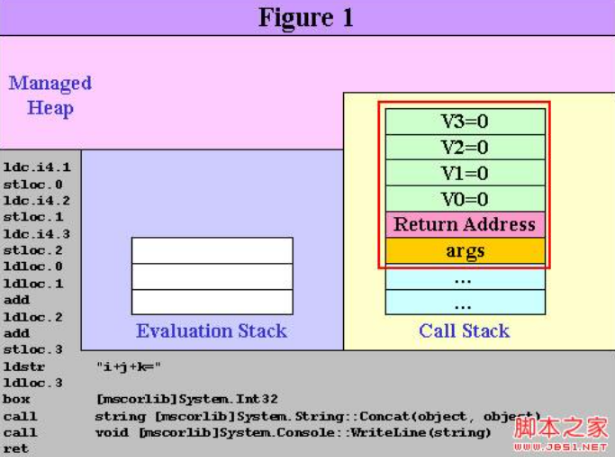 Figure 1
Managed
Heap
V3=0
V2=0
V1=0
V0=0
Return Address
args
...
...
Evaluation Stack
Call Stack
ldc.i4.1
stloc.0
ldc.i4.2
stloc.1
ldc.i4.3
stloc.2
ldloc.0
ldloc.1
add
ldloc.2
add
stloc.3
ldstr "i+j+k="
ldloc.3
box [mscorlib]System.Int32
call string [mscorlib]System.String::Concat(object, object)
call void [mscorlib]System.Console::WriteLine(string)
ret
脚本之家
www.JB51.NET